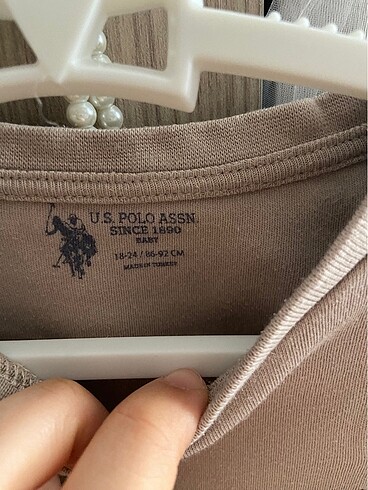 U.S. POLO ASSN.
SINCE 1890
BABY
18-24 / 86-92 CM
MADE IN TURKEY